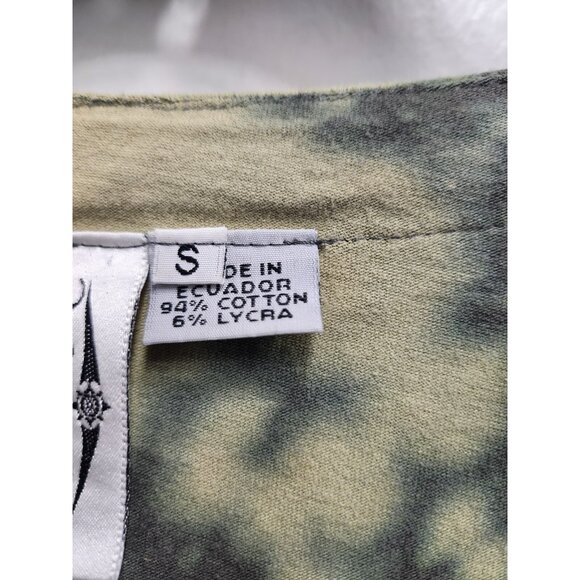 S
DE IN
ECUADOR
94% COTTON
6% LYCRA